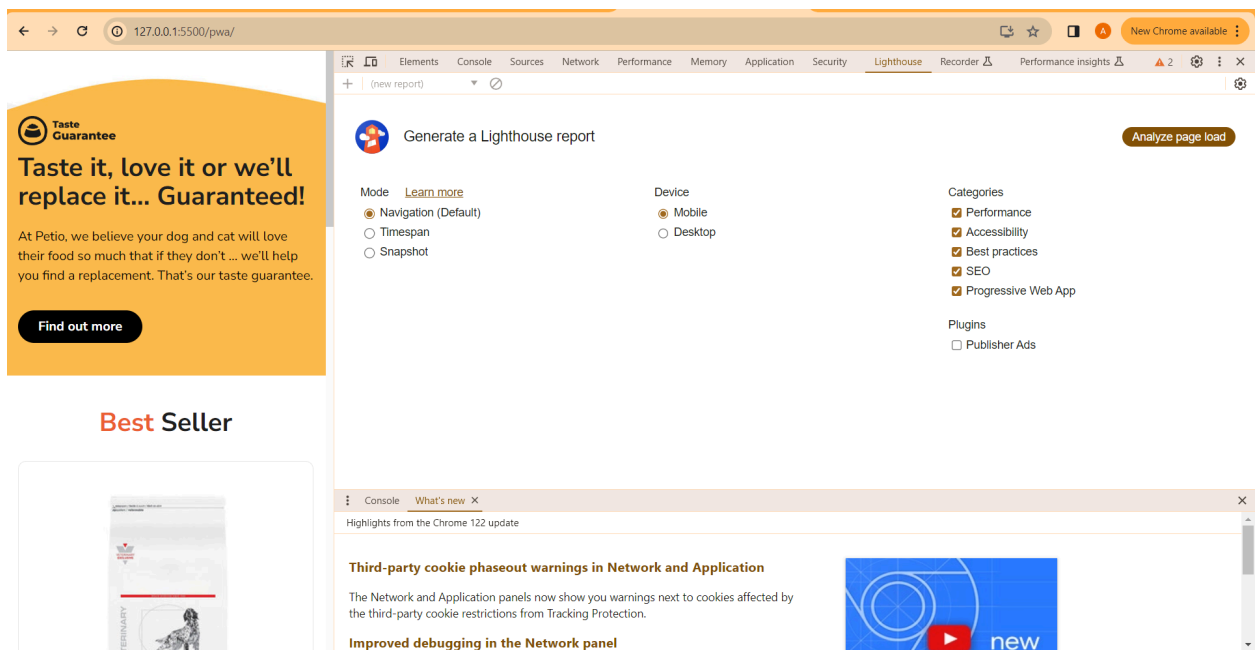 127.0.0.1:5500/pwa/
A
New Chrome available
Elements Console Sources Network Performance Memory Application Security Lighthouse Recorder Performance insights 2
(new report)
Taste
Guarantee
Taste it, love it or we’ll
replace it... Guaranteed!
At Petio, we believe your dog and cat will love
their food so much that if they don’t ... we’ll help
you find a replacement. That’s our taste guarantee.
Find out more
Best Seller
VETERINARY
Generate a Lighthouse report
Analyze page load
Mode Learn more
Navigation (Default)
Timespan
Snapshot
Device
Mobile
Desktop
Categories
Performance
Accessibility
Best practices
SEO
Progressive Web App
Plugins
Publisher Ads
Console What's new
Highlights from the Chrome 122 update
Third-party cookie phaseout warnings in Network and Application
The Network and Application panels now show you warnings next to cookies affected by
the third-party cookie restrictions from Tracking Protection.
Improved debugging in the Network panel
new